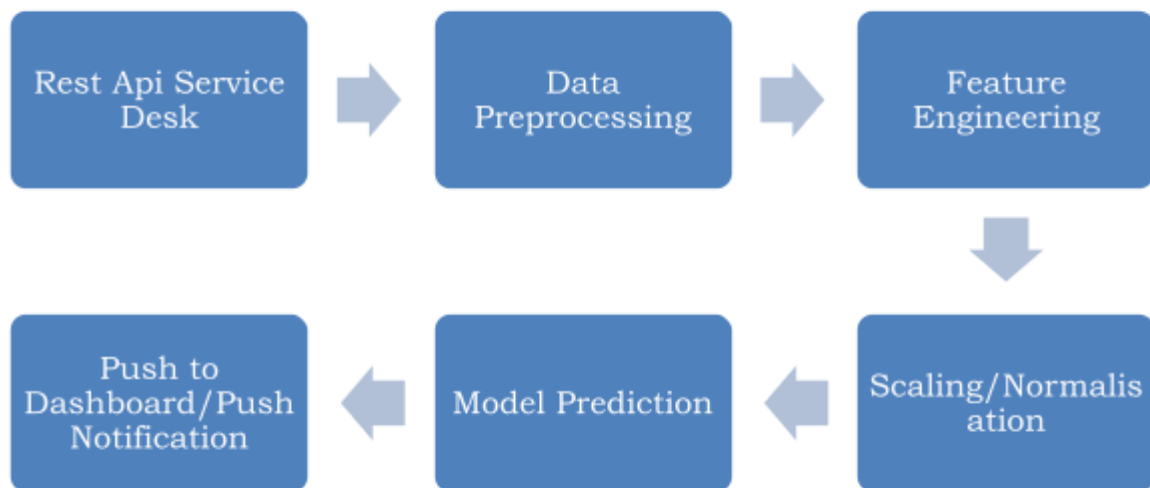 Rest Api Service
Desk
Data
Preprocessing
Feature
Engineering
Scaling/Normalis
ation
Model Prediction
Push to
Dashboard/Push
Notification